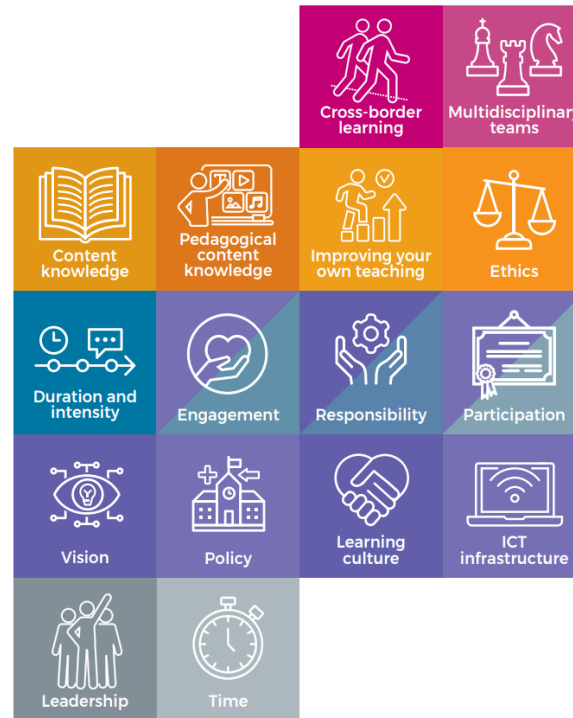 Cross-border
learning
Multidisciplinary
teams
Content
knowledge
Pedagogical
content
knowledge
Improving your
own teaching
Ethics
Duration and
intensity
Engagement
Responsibility
Participation
Vision
Policy
Learning
culture
ICT
infrastructure
Leadership
Time